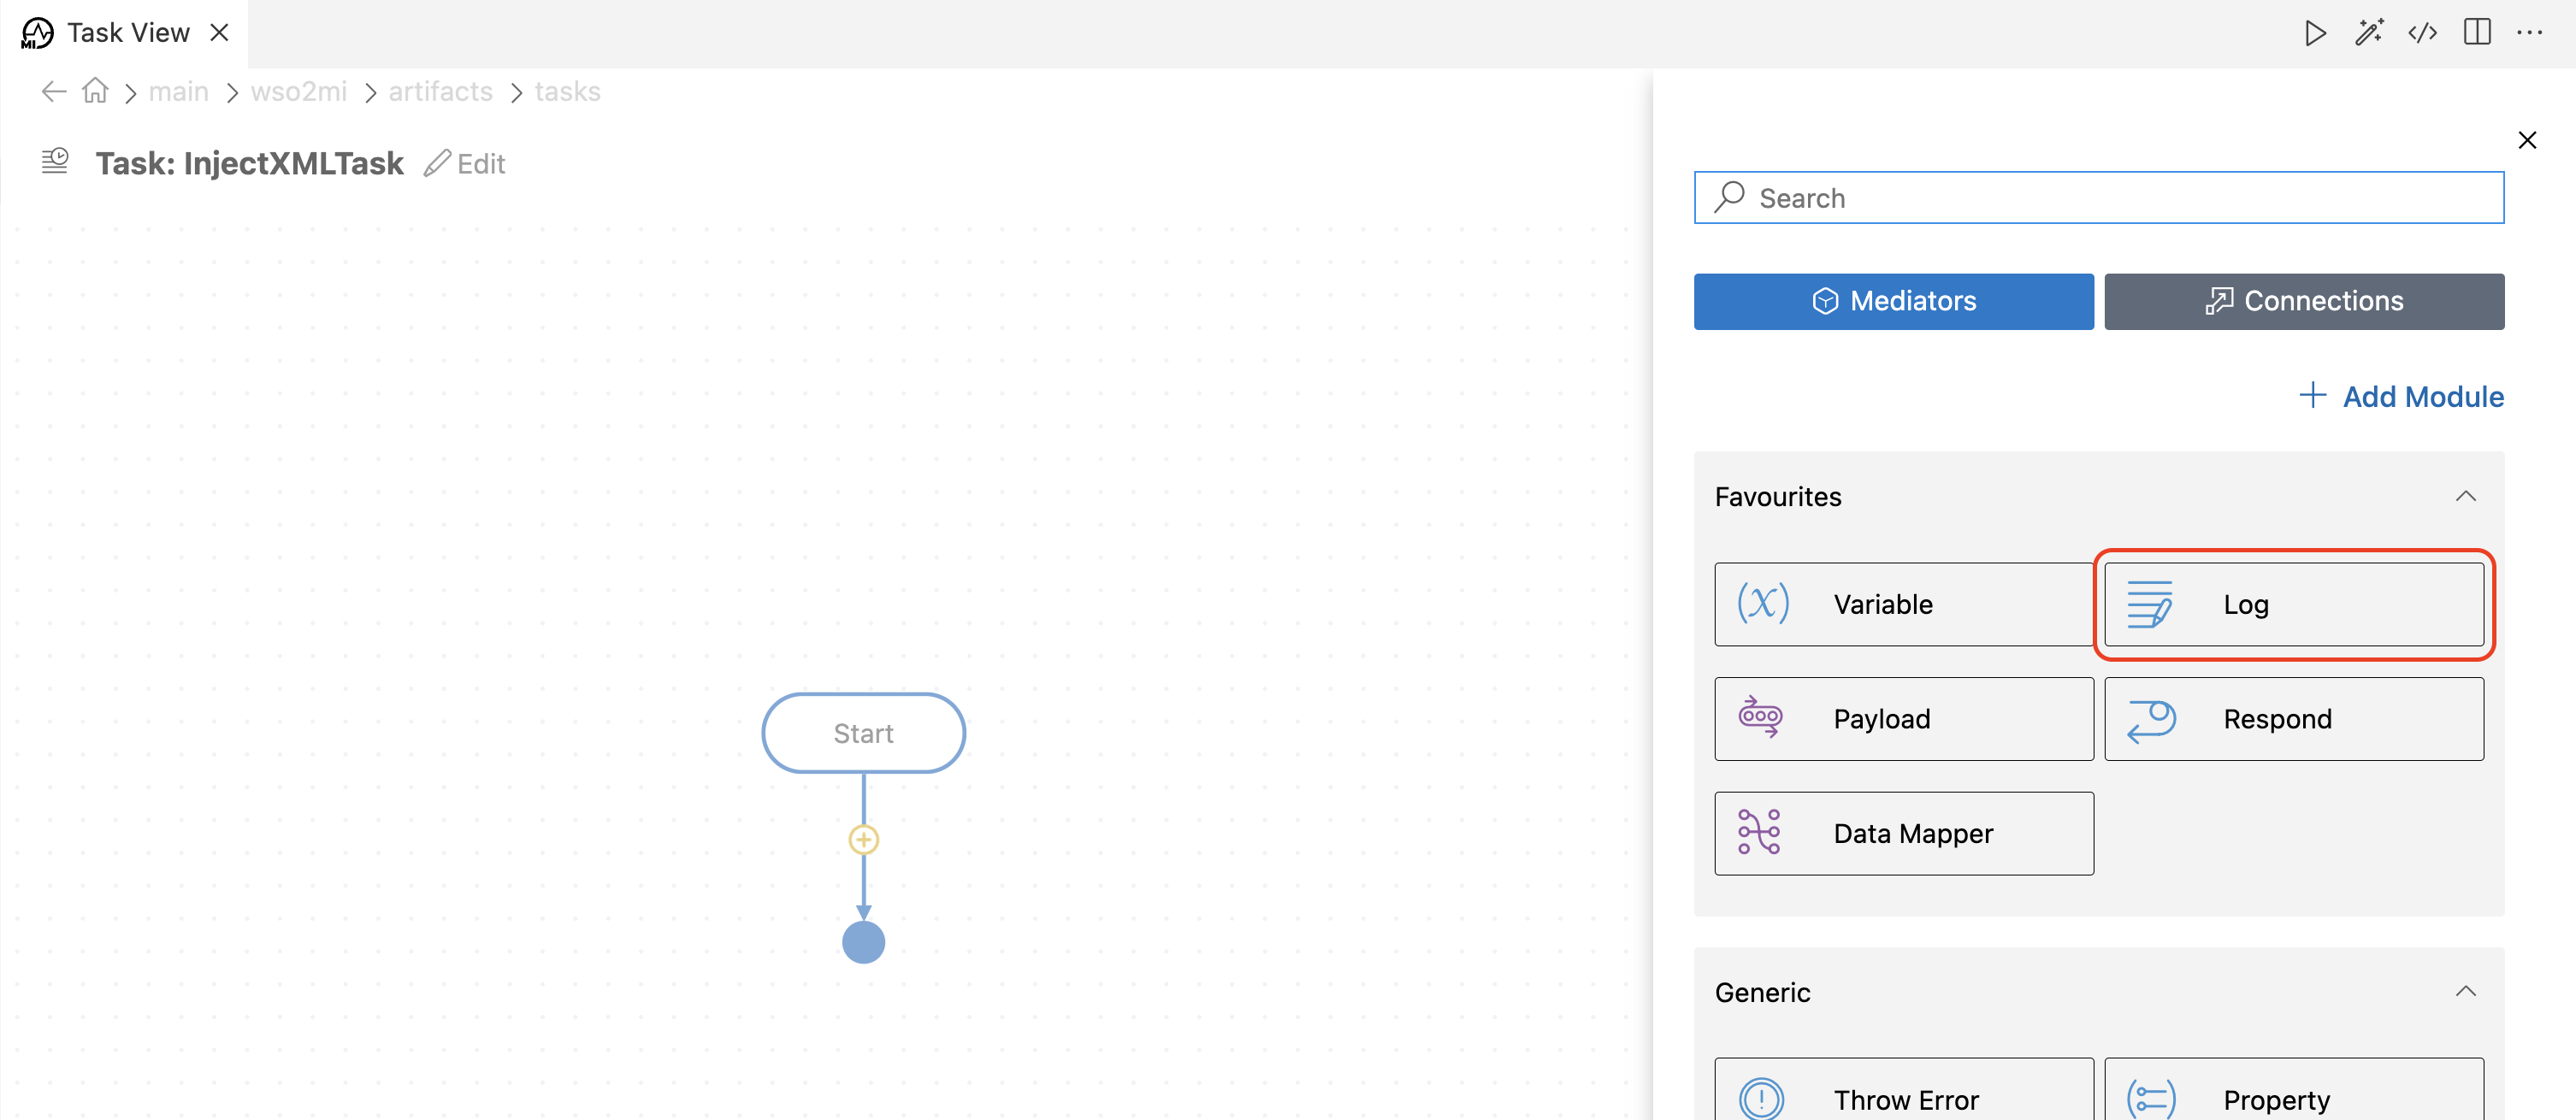 MI Task View
main wso2mi artifacts tasks
Task: InjectXMLTask Edit
Start
Search
Mediators Connections
Add Module
Favourites
Variable Log
Payload Respond
Data Mapper
Generic
Throw Error Property